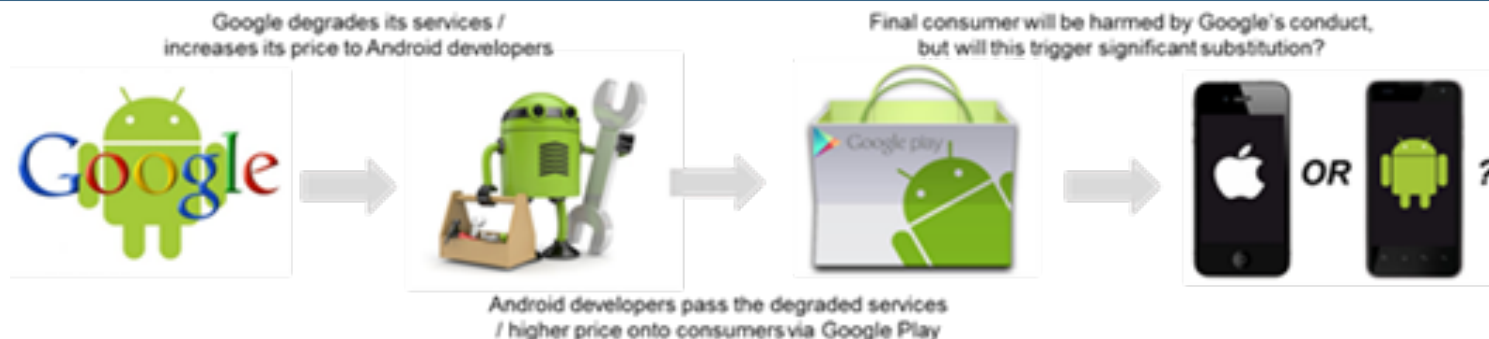 Google degrades its services /
increases its price to Android developers
Final consumer will be harmed by Google's conduct,
but will this trigger significant substitution?
Google
Google play
OR
?
Android developers pass the degraded services
/ higher price onto consumers via Google Play